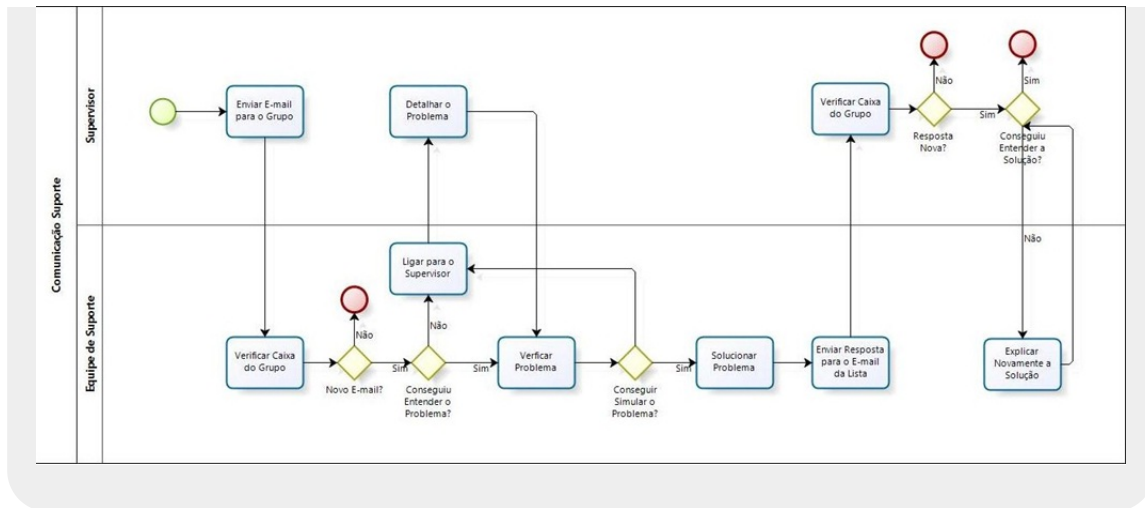 Comunicação Suporte
Supervisor
Enviar E-mail
para o Grupo
Detalhar o
Problema
Verificar Caixa
do Grupo
Não
Sim
Resposta
Nova?
Sim
Conseguiu
Entender a
Solução?
Não
Equipe de Suporte
Ligar para o
Supervisor
Verificar Caixa
do Grupo
Não
Novo E-mail?
Sim
Não
Conseguiu
Entender o
Problema?
Sim
Verficar
Problema
Conseguir
Simular o
Problema?
Sim
Solucionar
Problema
Enviar Resposta
para o E-mail
da Lista
Explicar
Novamente a
Solução